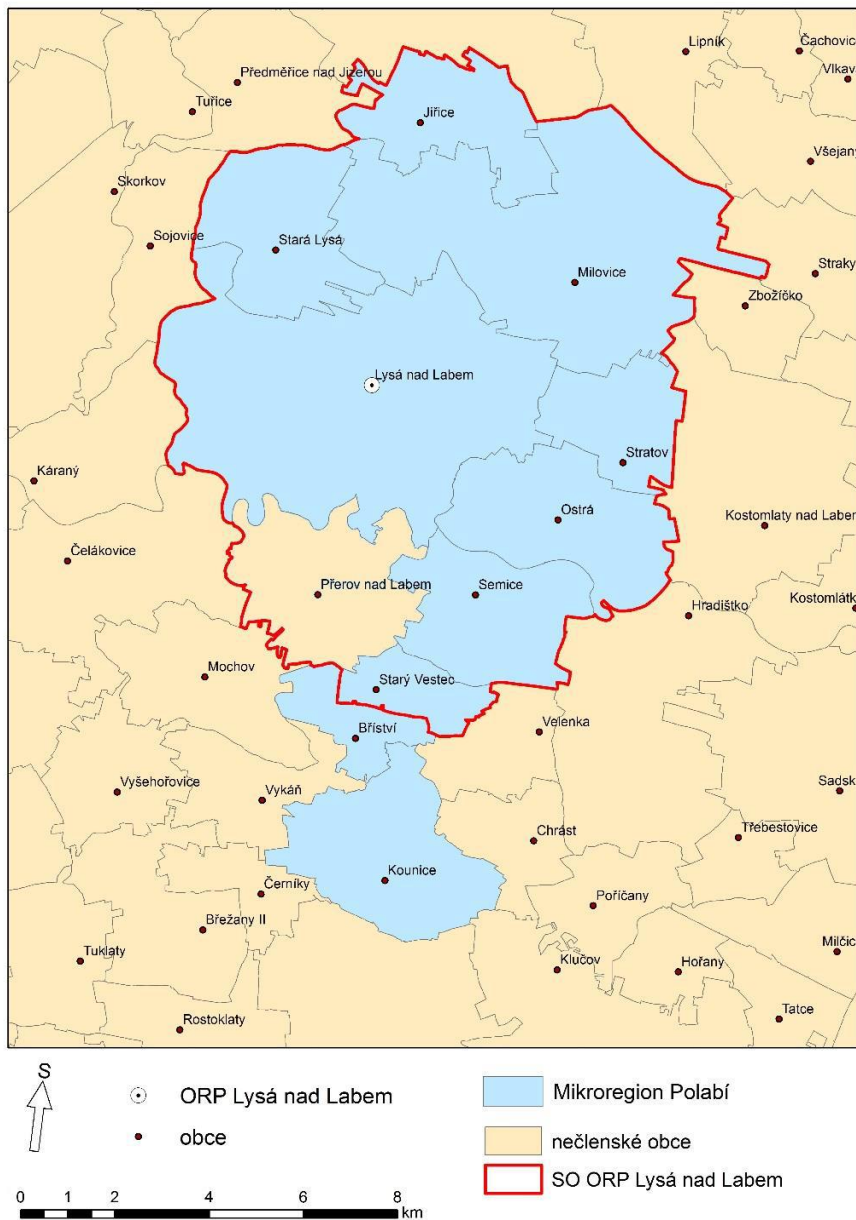 Lipník
Čachovice
Vlkava
Předměřice nad Jizerou
Tuřice
Jiřice
Všejany
Skorkov
Sojovice
Stará Lysá
Straky
Milovice
Zbožíčko
Lysá nad Labem
Stratov
Káraný
Ostrá
Kostomlaty nad Labem
Čelákovice
Přerov nad Labem
Semice
Hradištko
Kostomlátk
Mochov
Starý Vestec
Velenka
Bříství
Vyšehořovice
Vykáň
Sadsk
Třebestovice
Chrást
Kounice
Černíky
Poříčany
Břežany II
Tuklaty
Klučov
Hořany
Milčic
Rostoklaty
Tatce
S
ORP Lysá nad Labem
obce
Mikroregion Polabí
nečlenské obce
SO ORP Lysá nad Labem
0 1 2 4 6 8
km